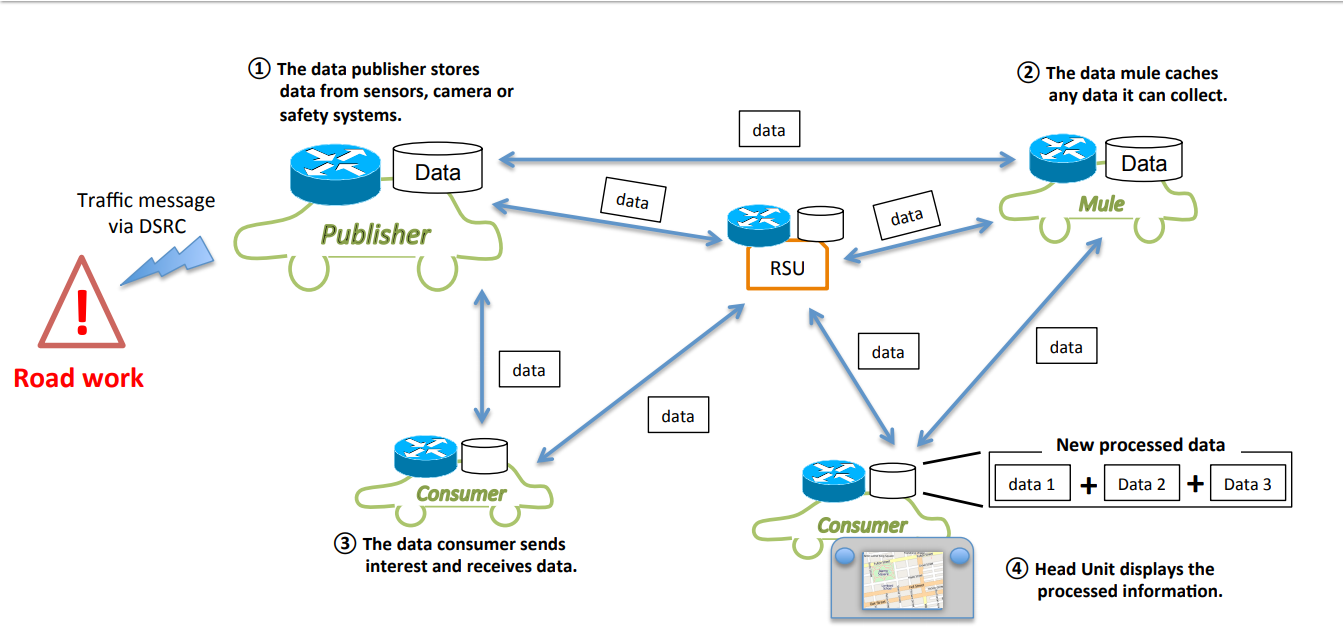 ① The data publisher stores
data from sensors, camera or
safety systems.
② The data mule caches
any data it can collect.
data
Data
Data
Traffic message
via DSRC
data
data
Publisher
Mule
RSU
!
Road work
data
data
data
data
New processed data
Consumer
data 1 + Data 2 + Data 3
Consumer
③ The data consumer sends
interest and receives data.
④ Head Unit displays the
processed information.